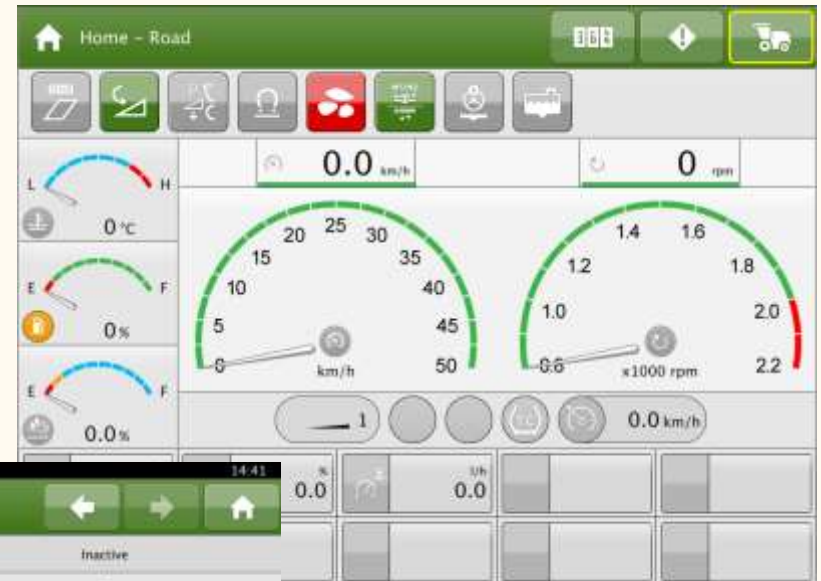 Home – Road
0.0 km/h
0 rpm
L H
0 °C
E F
0 %
E F
0.0 %
0 5 10 15 20 25 30 35 40 45 50
km/h
0.8 1.0 1.2 1.4 1.6 1.8 2.0 2.2
x1000 rpm
1
0.0 km/h
% 0.0
l/h 0.0
14:41
Inactive